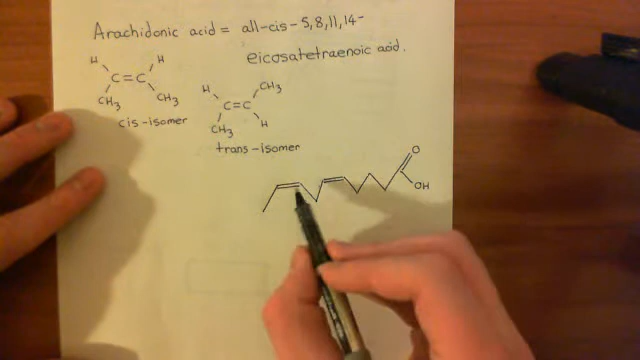 Arachidonic acid = all-cis-5,8,11,14-
eicosatetraenoic acid.
H H
C=C
CH3 CH3
cis-isomer
H CH3
C=C
CH3 H
trans-isomer
O
OH